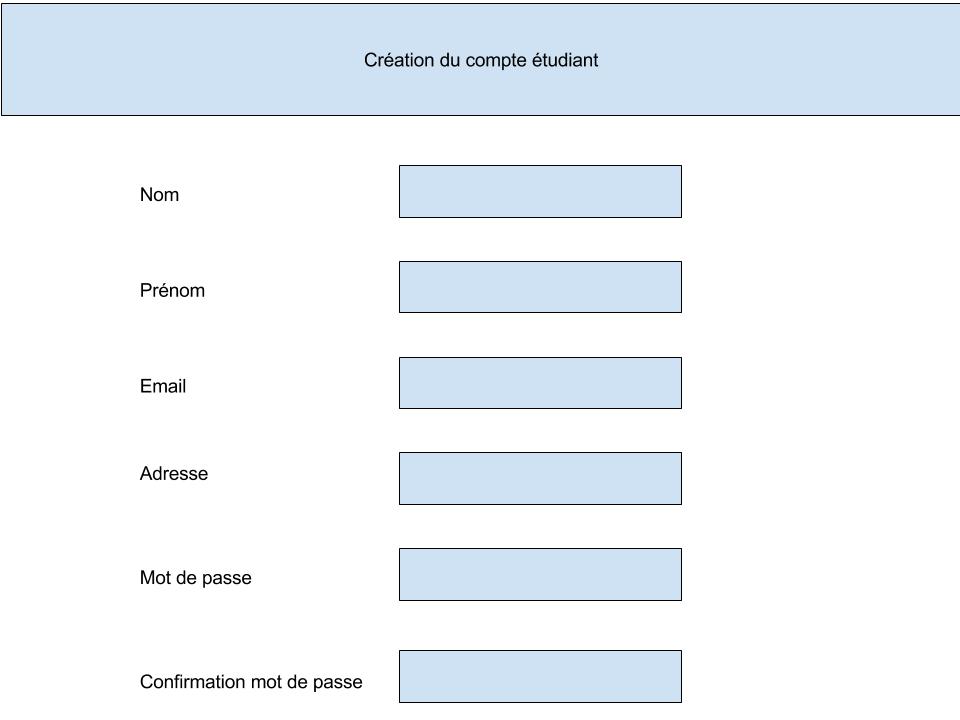 Création du compte étudiant
Nom
Prénom
Email
Adresse
Mot de passe
Confirmation mot de passe